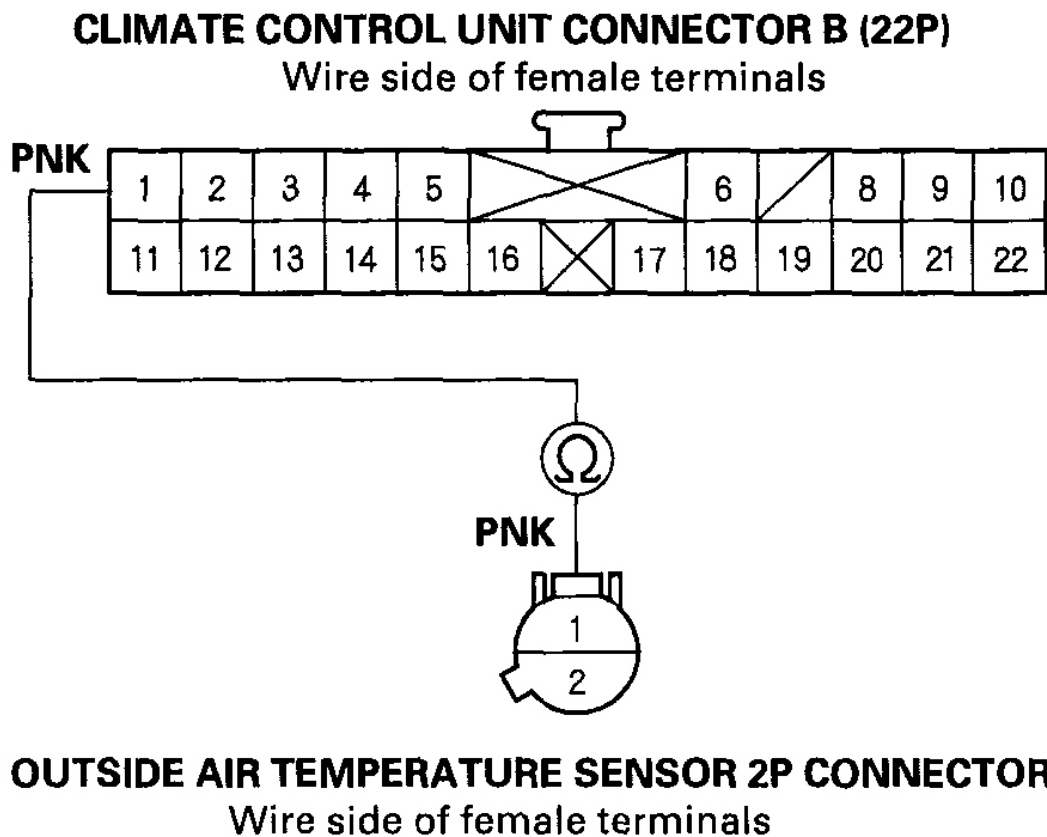 CLIMATE CONTROL UNIT CONNECTOR B (22P)
Wire side of female terminals
PNK
1 2 3 4 5 6 8 9 10
11 12 13 14 15 16 17 18 19 20 21 22
Ω
PNK
1
2
OUTSIDE AIR TEMPERATURE SENSOR 2P CONNECTOR
Wire side of female terminals